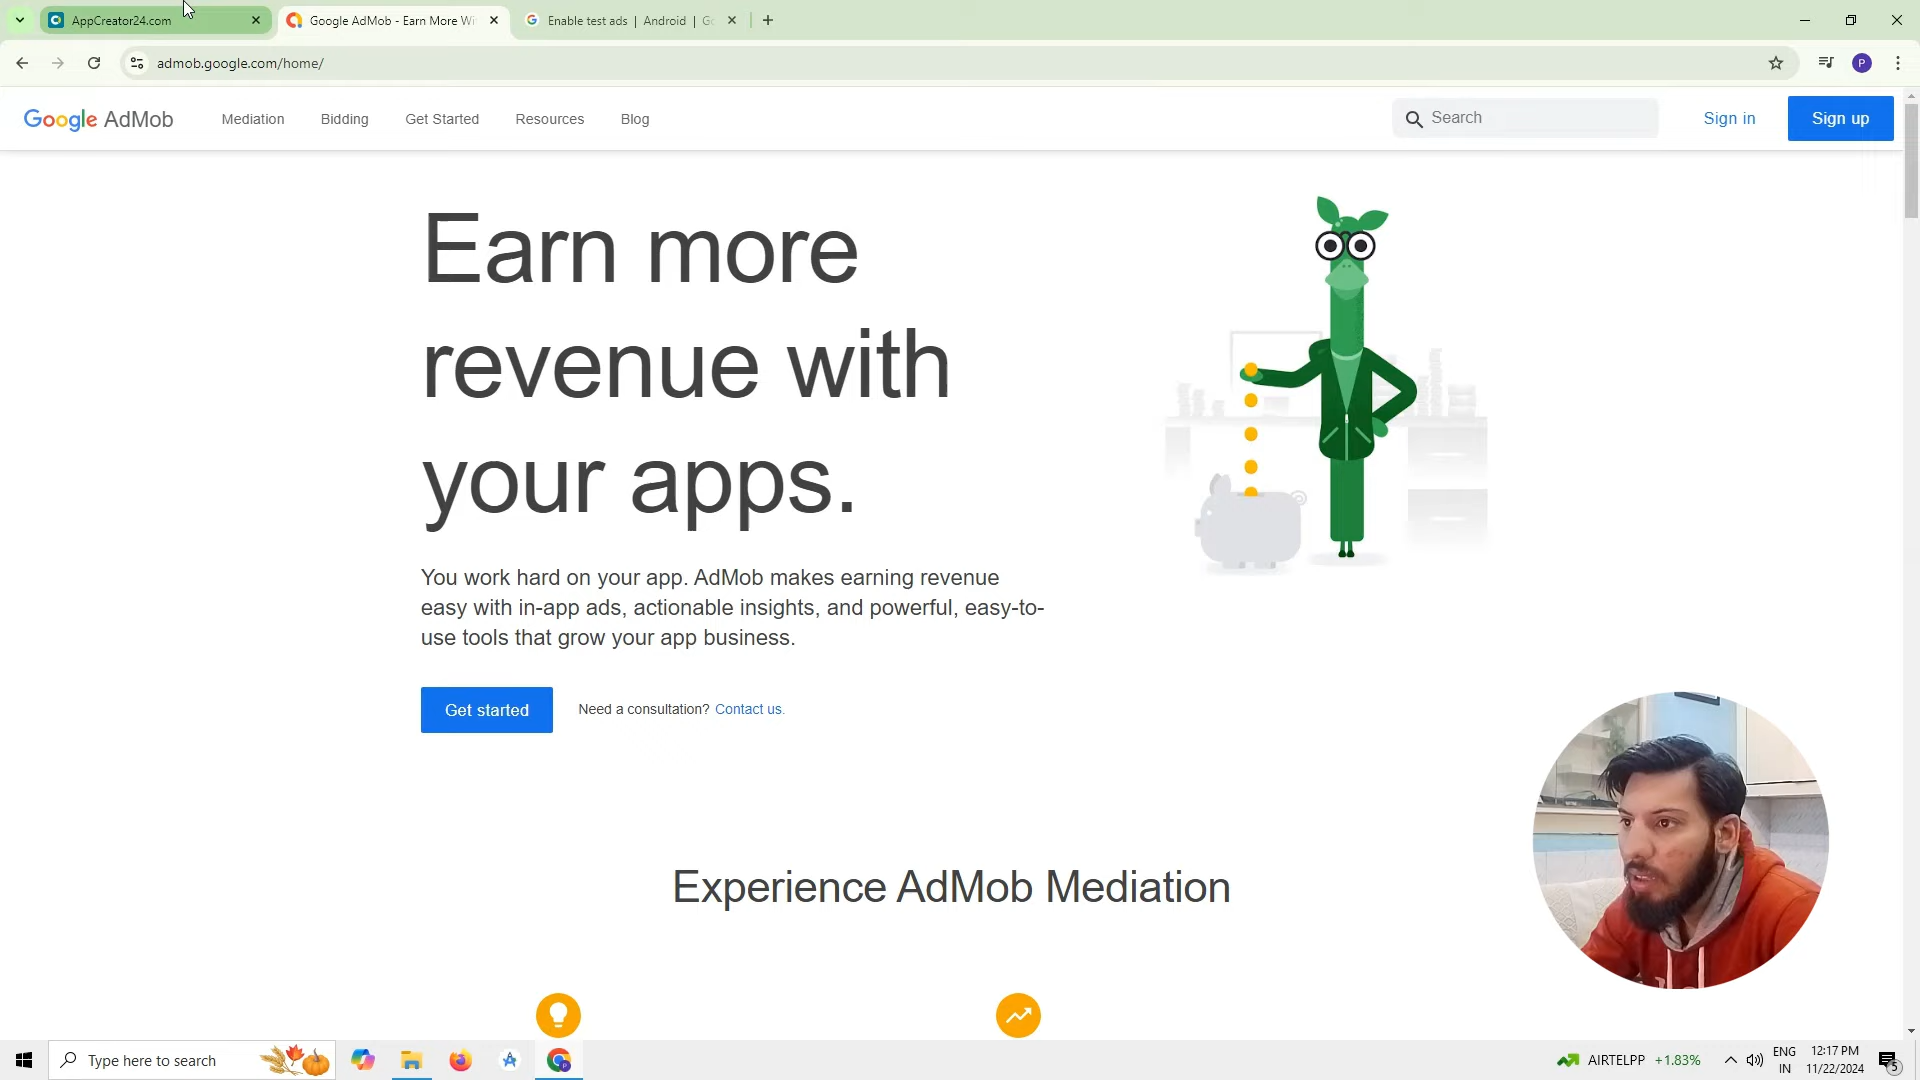 AppCreator24.com
Google AdMob - Earn More Wi
Enable test ads | Android | Go
admob.google.com/home/
P
Google AdMob
Mediation
Bidding
Get Started
Resources
Blog
Search
Sign in
Sign up
Earn more
revenue with
your apps.
You work hard on your app. AdMob makes earning revenue
easy with in-app ads, actionable insights, and powerful, easy-to-
use tools that grow your app business.
Get started
Need a consultation? Contact us.
Experience AdMob Mediation
Type here to search
AIRTELPP +1.83%
ENG
IN
12:17 PM
11/22/2024
5